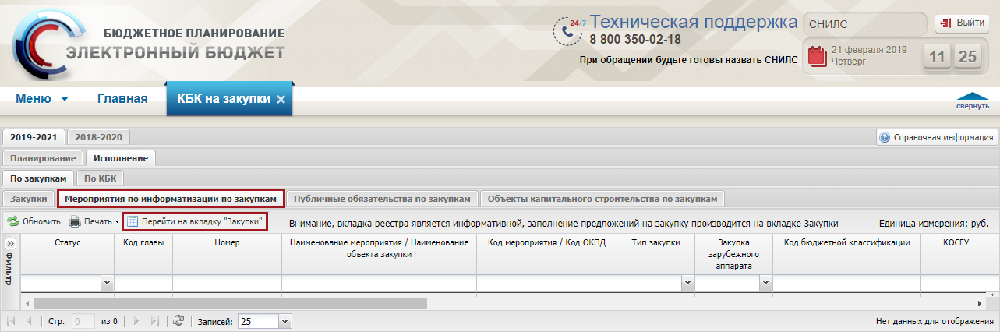 БЮДЖЕТНОЕ ПЛАНИРОВАНИЕ
ЭЛЕКТРОННЫЙ БЮДЖЕТ
24/7 Техническая поддержка
8 800 350-02-18
При обращении будьте готовы назвать СНИЛС
СНИЛС
Выйти
21 февраля 2019
Четверг
11 25
Меню Главная КБК на закупки
свернуть
2019-2021 2018-2020
Справочная информация
Планирование Исполнение
По закупкам По КБК
Закупки Мероприятия по информатизации по закупкам Публичные обязательства по закупкам Объекты капитального строительства по закупкам
Обновить Печать Перейти на вкладку "Закупки" Внимание, вкладка реестра является информативной, заполнение предложений на закупку производится на вкладке Закупки Единица измерения: руб.
Фильтр
Статус
Код главы
Номер
Наименование мероприятия / Наименование
объекта закупки
Код мероприятия / Код ОКПД
Тип закупки
Закупка
зарубежного
аппарата
Код бюджетной классификации
КОСГУ
Стр. 0 из 0 Записей: 25 Нет данных для отображения